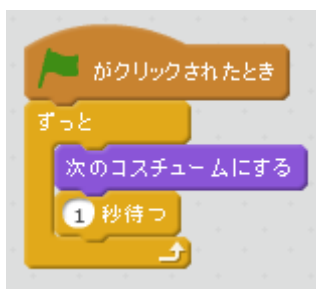 がクリックされたとき
ずっと
次のコスチュームにする
1 秒待つ